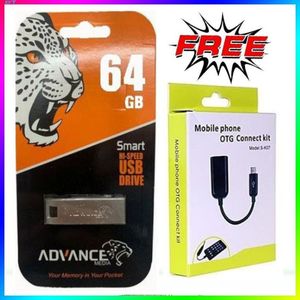 64
GB
Smart
HI-SPEED
USB
DRIVE
ADVANCE
ADVANCE
MEDIA
Your Memory in Your Pocket
FREE
Mobile phone
OTG Connect kit
Mobile phone OTG Connect kit